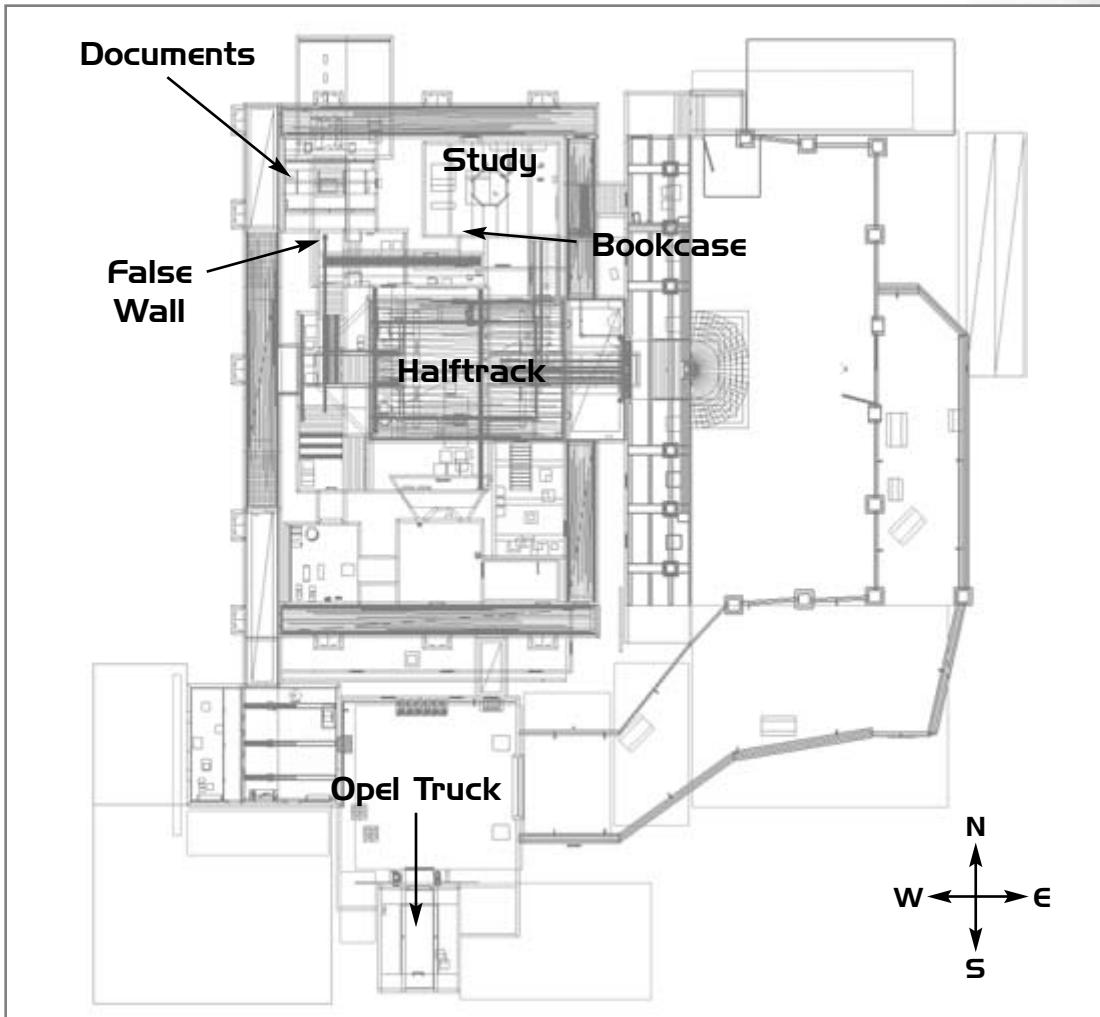 Documents
Study
Bookcase
False
Wall
Halftrack
Opel Truck
N
W E
S